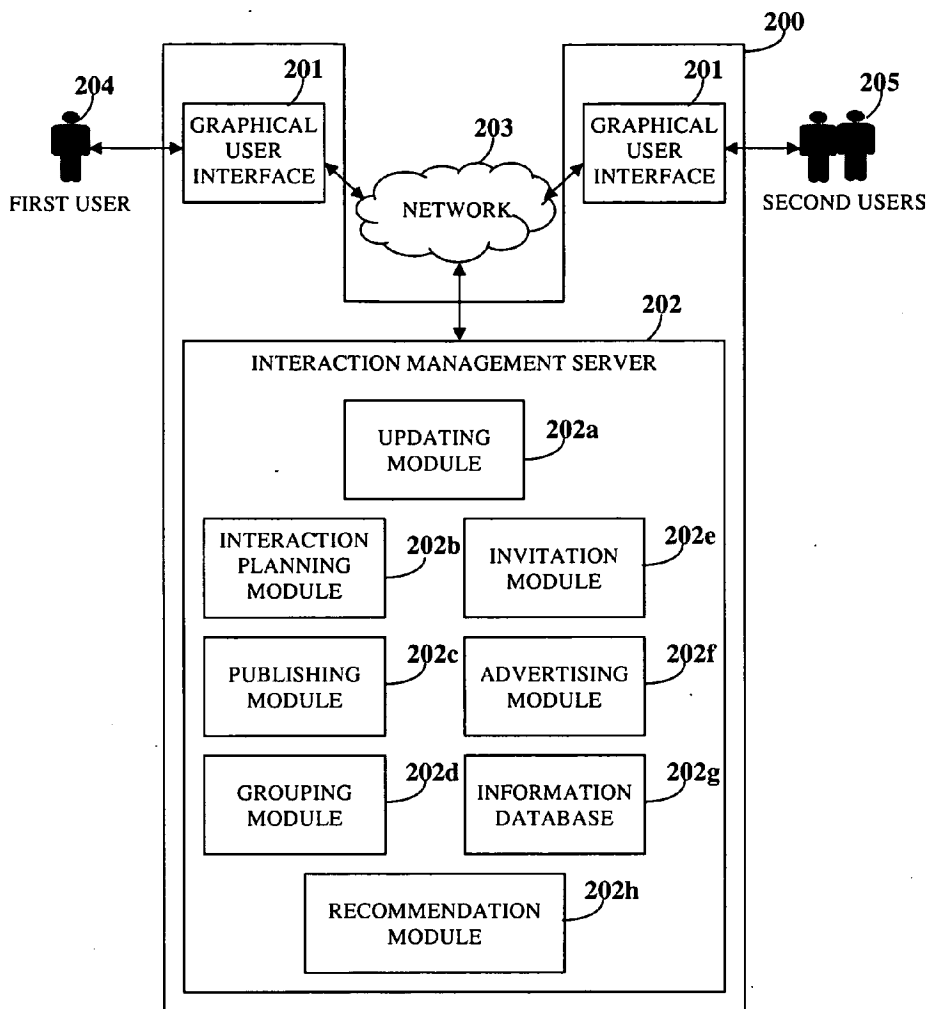 200
204
201
201
205
GRAPHICAL
USER
INTERFACE
203
GRAPHICAL
USER
INTERFACE
FIRST USER
NETWORK
SECOND USERS
202
INTERACTION MANAGEMENT SERVER
UPDATING
MODULE
202a
INTERACTION
PLANNING
MODULE
202b
INVITATION
MODULE
202e
PUBLISHING
MODULE
202c
ADVERTISING
MODULE
202f
GROUPING
MODULE
202d
INFORMATION
DATABASE
202g
RECOMMENDATION
MODULE
202h